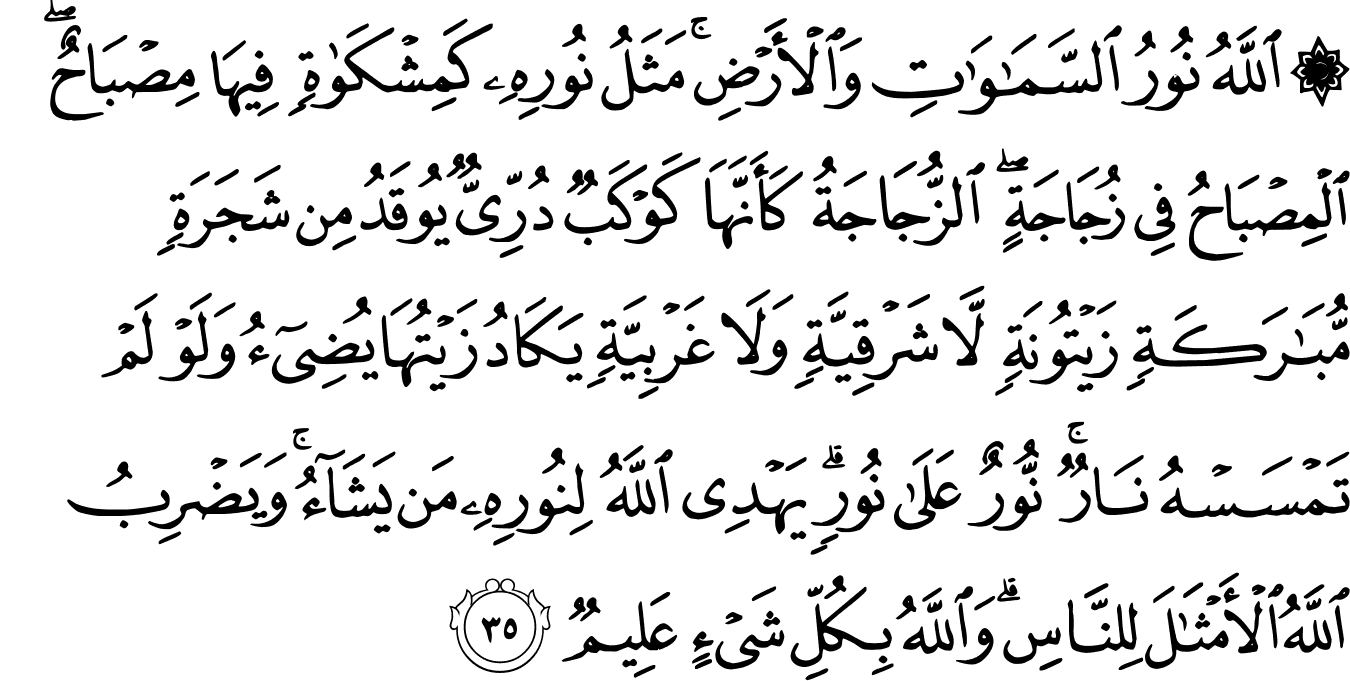 ۞ ٱللَّهُ نُورُ ٱلسَّمَـٰوَٰتِ وَٱلْأَرْضِ ۚ مَثَلُ نُورِهِۦ كَمِشْكَوٰةٍ فِيهَا مِصْبَاحٌ ۖ
ٱلْمِصْبَاحُ فِى زُجَاجَةٍ ۖ ٱلزُّجَاجَةُ كَأَنَّهَا كَوْكَبٌ دُرِّىٌّ يُوقَدُ مِن شَجَرَةٍ
مُّبَـٰرَكَةٍ زَيْتُونَةٍ لَّا شَرْقِيَّةٍ وَلَا غَرْبِيَّةٍ يَكَادُ زَيْتُهَا يُضِىٓءُ وَلَوْ لَمْ
تَمْسَسْهُ نَارٌ ۚ نُّورٌ عَلَىٰ نُورٍ ۗ يَهْدِى ٱللَّهُ لِنُورِهِۦ مَن يَشَآءُ ۚ وَيَضْرِبُ
ٱللَّهُ ٱلْأَمْثَـٰلَ لِلنَّاسِ ۗ وَٱللَّهُ بِكُلِّ شَىْءٍ عَلِيمٌ ٣٥